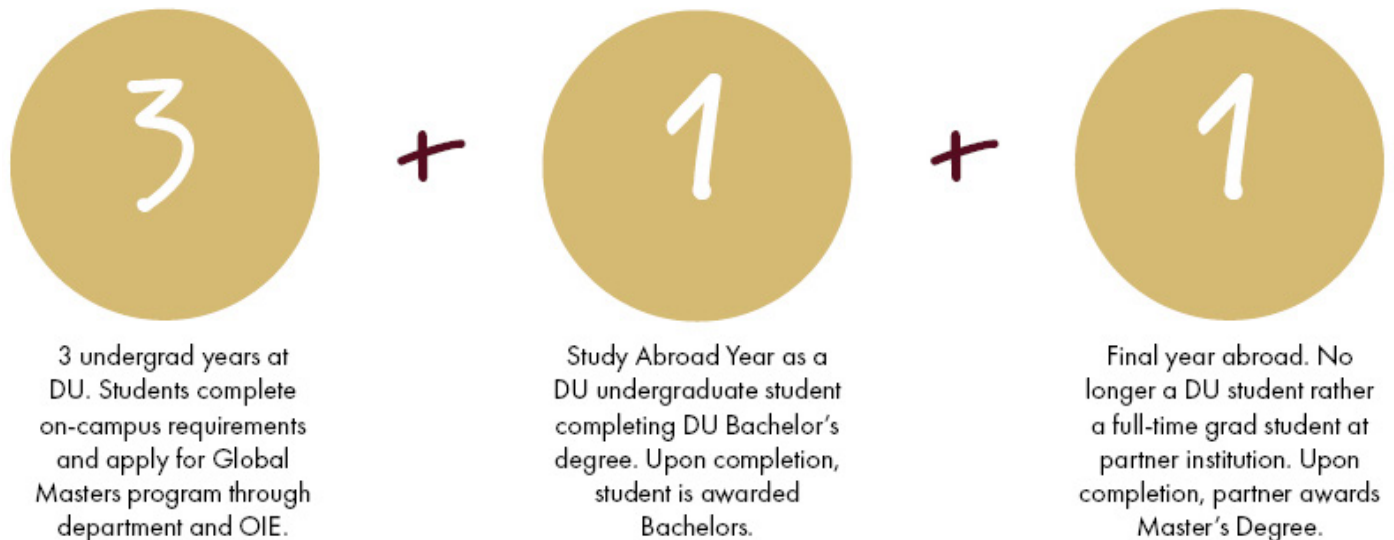 3 + 1 + 1
3 undergrad years at
DU. Students complete
on-campus requirements
and apply for Global
Masters program through
department and OIE.
Study Abroad Year as a
DU undergraduate student
completing DU Bachelor’s
degree. Upon completion,
student is awarded
Bachelors.
Final year abroad. No
longer a DU student rather
a full-time grad student at
partner institution. Upon
completion, partner awards
Master’s Degree.